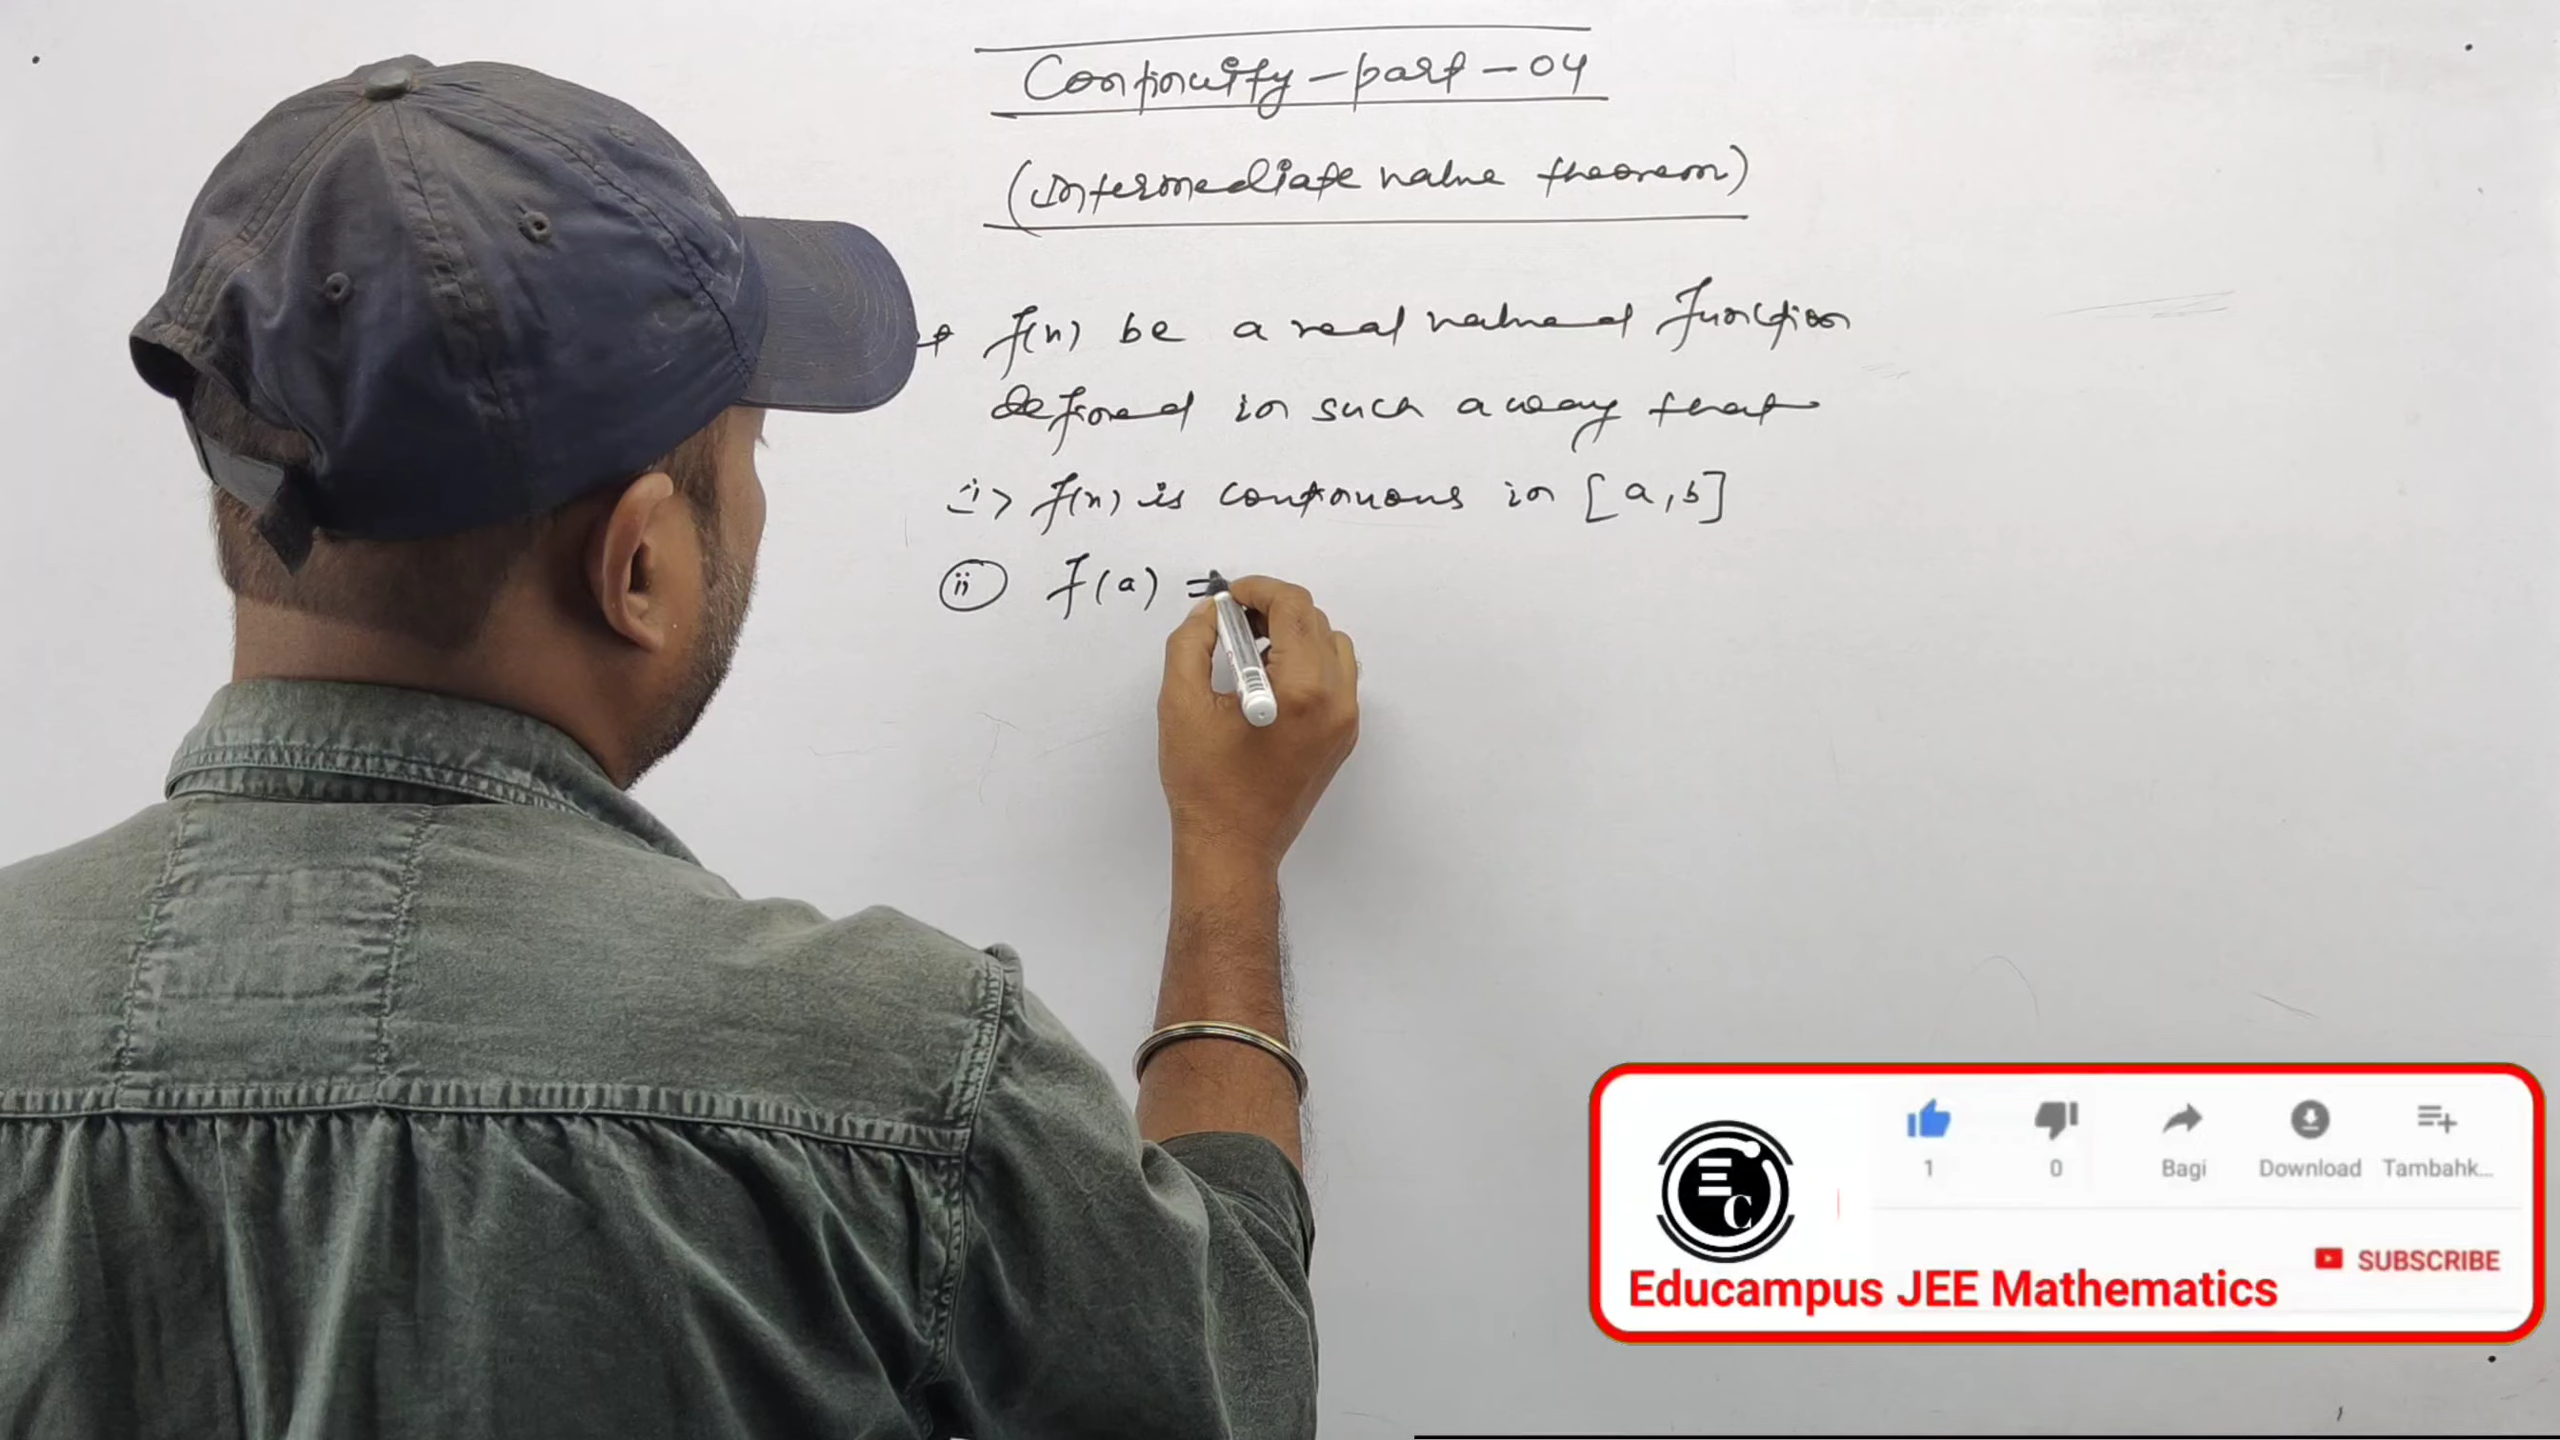 Continuity - part - 04
(Intermediate value theorem)
f(x) be a real valued function
defined in such a way that
i> f(x) is continuous in [a,b]
ii f(a) =
1
0
Bagi
Download
Tambahk...
EC
SUBSCRIBE
Educampus JEE Mathematics